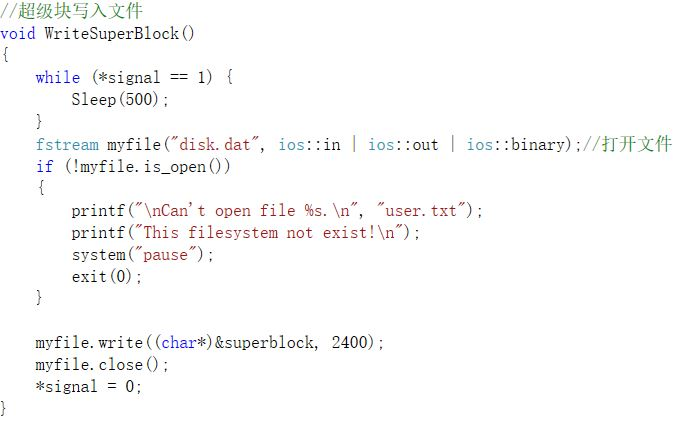 //超级块写入文件
void WriteSuperBlock()
{
    while (*signal == 1) {
        Sleep(500);
    }
    fstream myfile("disk.dat", ios::in | ios::out | ios::binary);//打开文件
    if (!myfile.is_open())
    {
        printf("\nCan't open file %s.\n", "user.txt");
        printf("This filesystem not exist!\n");
        system("pause");
        exit(0);
    }

    myfile.write((char*)&superblock, 2400);
    myfile.close();
    *signal = 0;
}